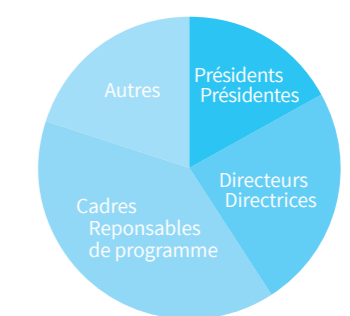 Présidents
Présidentes
Autres
Directeurs
Directrices
Cadres
Reponsables
de programme